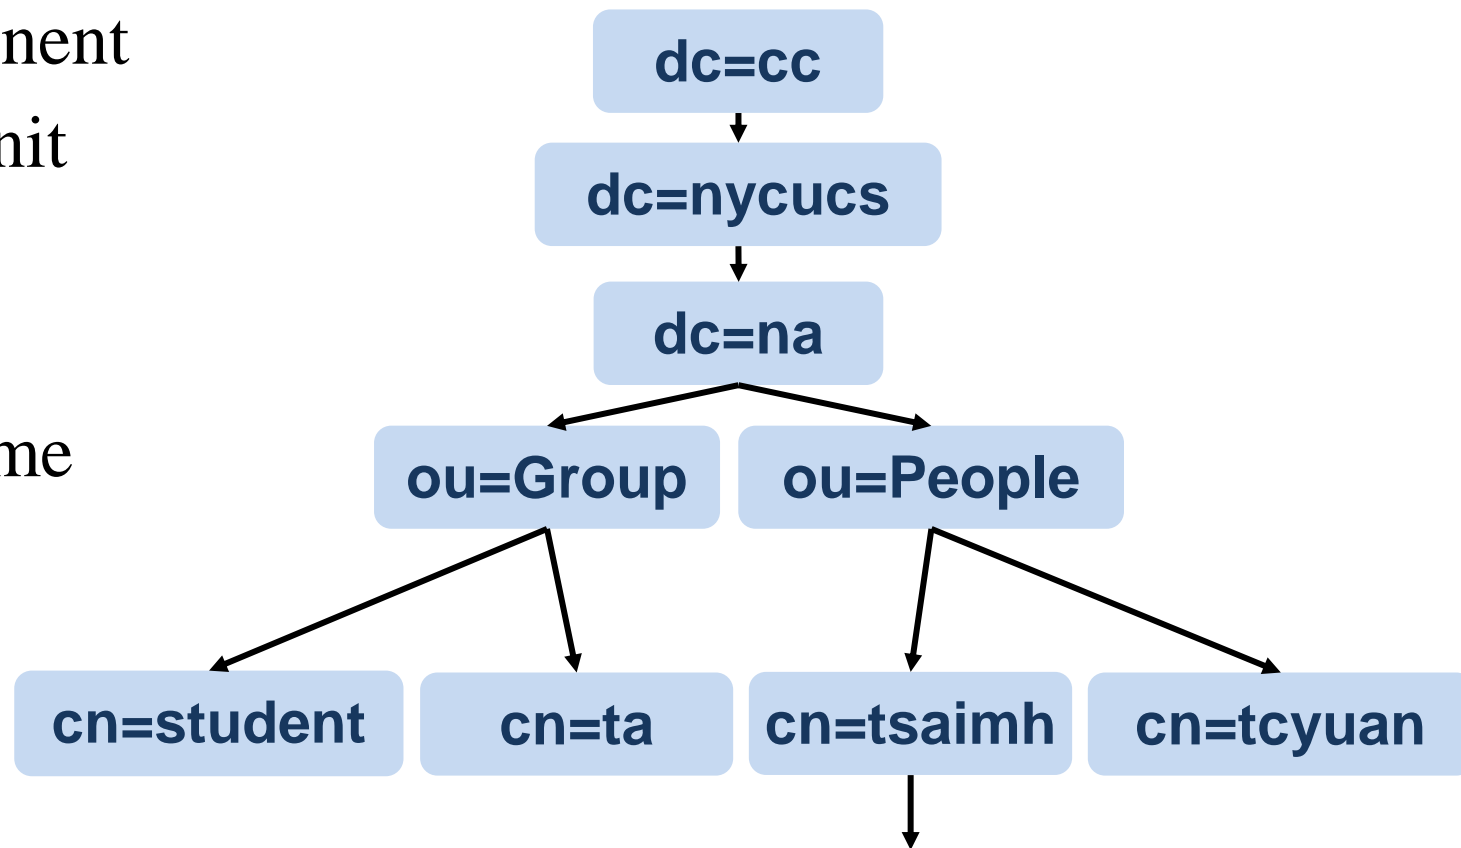 nent
nit
me
dc=cc
dc=nycucs
dc=na
ou=Group
ou=People
cn=student
cn=ta
cn=tsaimh
cn=tcyuan